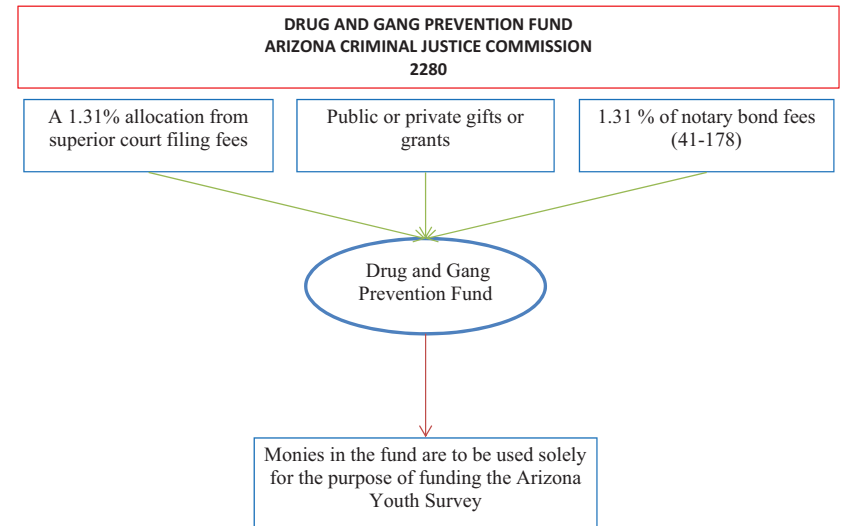 DRUG AND GANG PREVENTION FUND
ARIZONA CRIMINAL JUSTICE COMMISSION
2280
A 1.31% allocation from
superior court filing fees
Public or private gifts or
grants
1.31 % of notary bond fees
(41-178)
Drug and Gang
Prevention Fund
Monies in the fund are to be used solely
for the purpose of funding the Arizona
Youth Survey